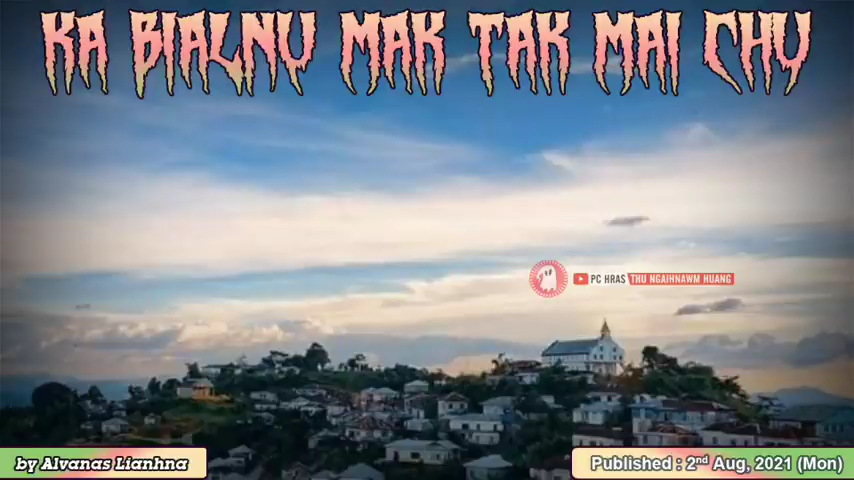 KA BIALNU MAK TAK MAI CHU
PC HRAS THU NGAIHNAWM HUANG
by Alvanas Lianhna
Published : 2nd Aug, 2021 (Mon)